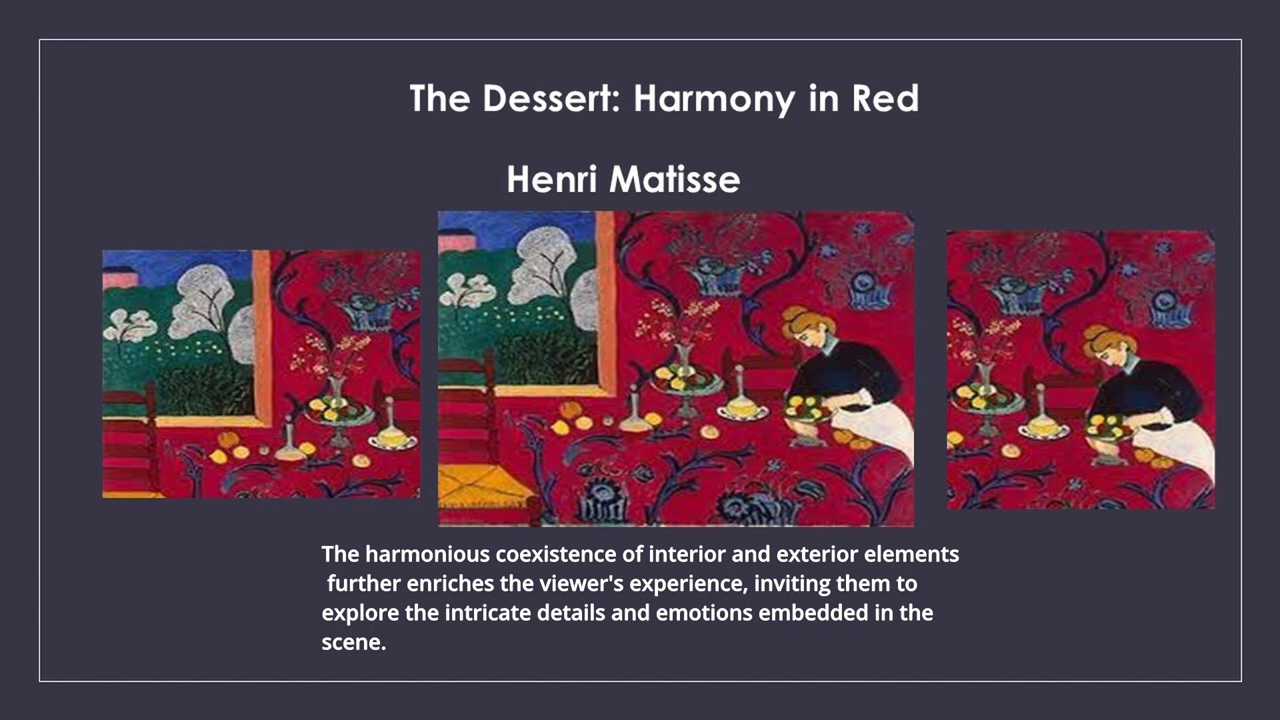 The Dessert: Harmony in Red
Henri Matisse
The harmonious coexistence of interior and exterior elements
further enriches the viewer's experience, inviting them to
explore the intricate details and emotions embedded in the
scene.